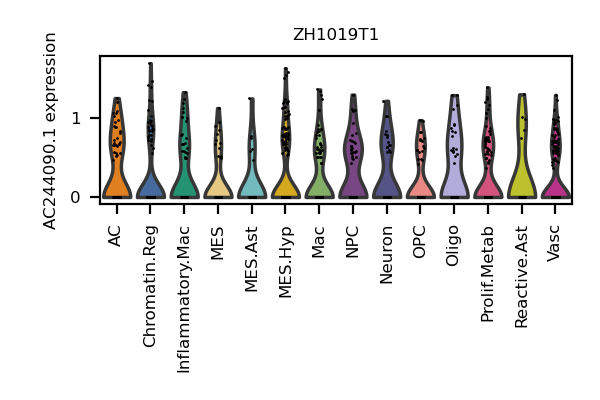 ZH1019T1
AC244090.1 expression
1
0
AC
Chromatin.Reg
Inflammatory.Mac
MES
MES.Ast
MES.Hyp
Mac
NPC
Neuron
OPC
Oligo
Prolif.Metab
Reactive.Ast
Vasc